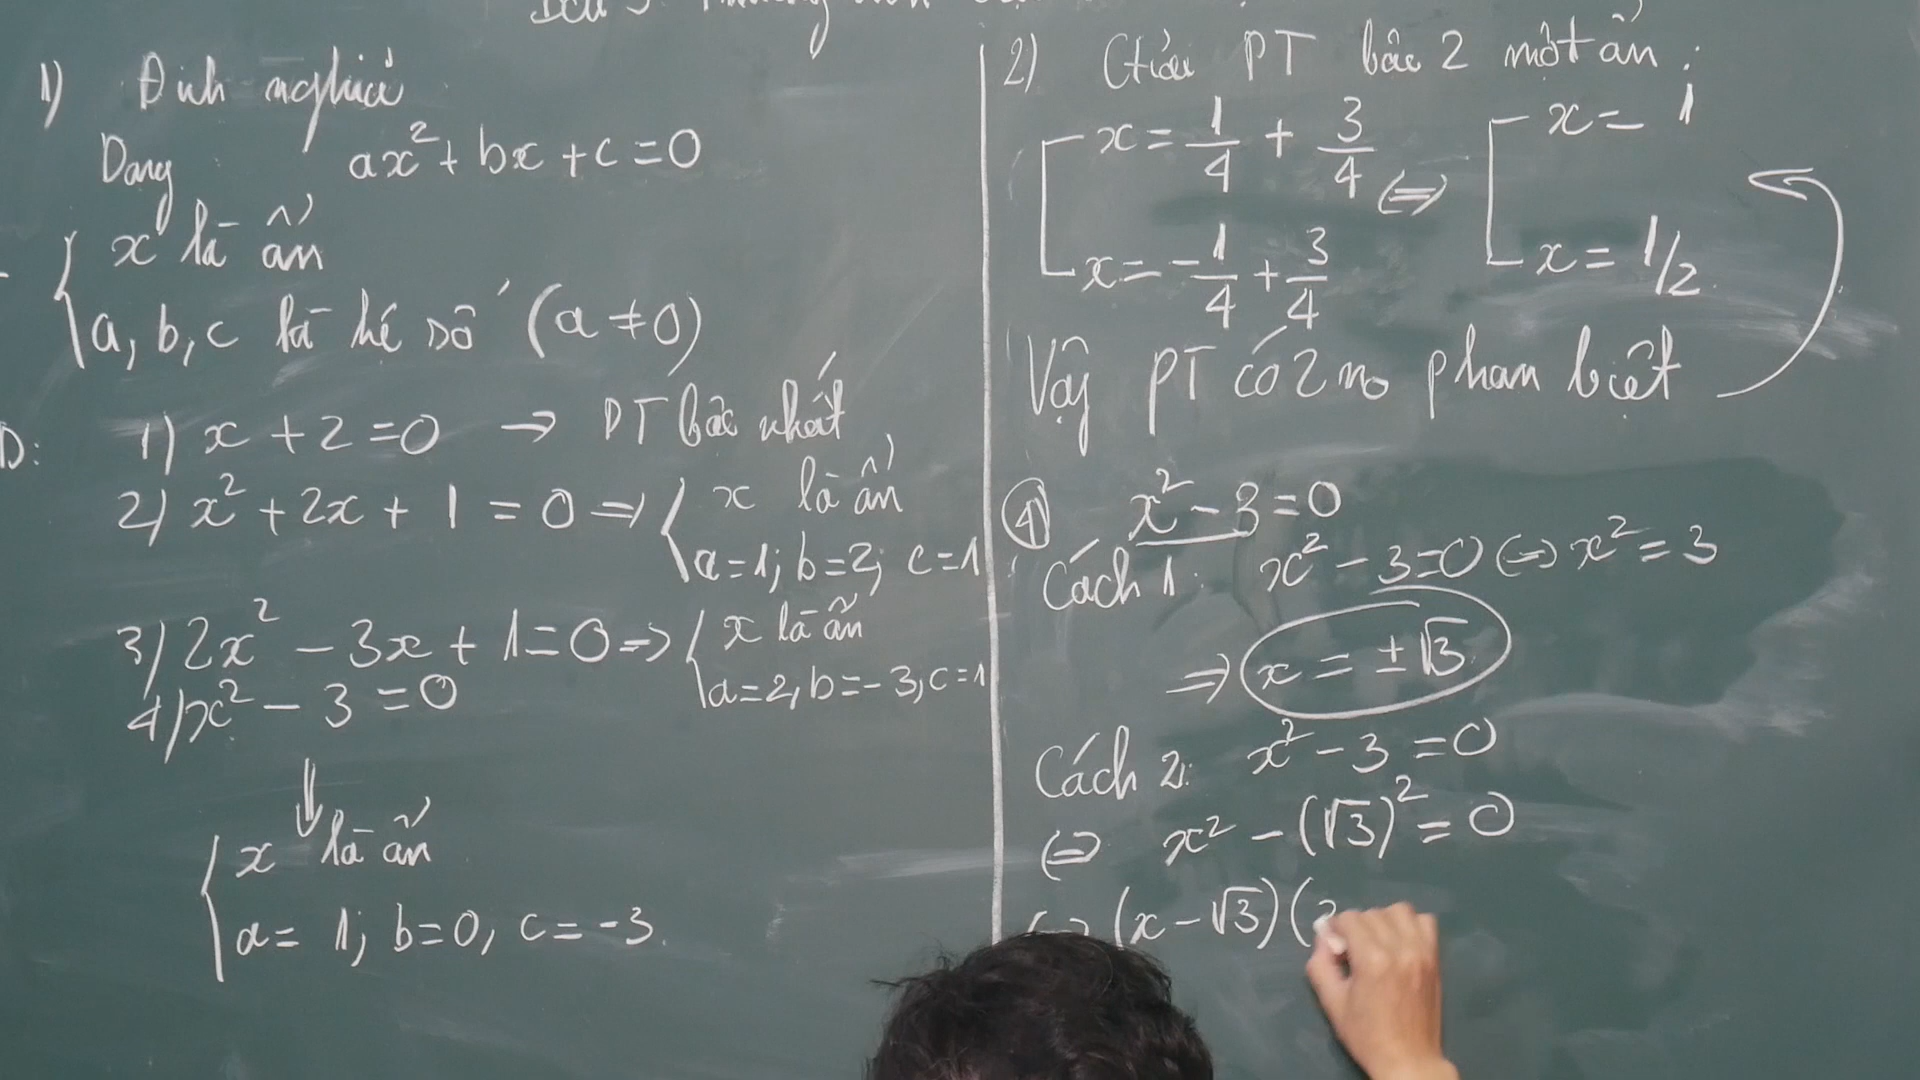 1) Định nghĩa
Dạng: ax² + bx + c = 0
x là ẩn
a, b, c là hệ số (a ≠ 0)
D:
1) x + 2 = 0 → PT bậc nhất
2) x² + 2x + 1 = 0 => x là ẩn
a=1; b=2; c=1
3) 2x² - 3x + 1 = 0 => x là ẩn
a=2, b=-3, c=1
4) x² - 3 = 0
x là ẩn
a = 1; b=0, c = -3.
2) Giải PT bậc 2 một ẩn:
x = 1/4 + 3/4 <=> x = 1
x = -1/4 + 3/4 x = 1/2
Vậy PT có 2 no phan biệt
4 x² - 3 = 0
Cách 1: x² - 3 = 0 <=> x² = 3
=> x = ±√3
Cách 2: x² - 3 = 0
<=> x² - (√3)² = 0
<=> (x - √3)(